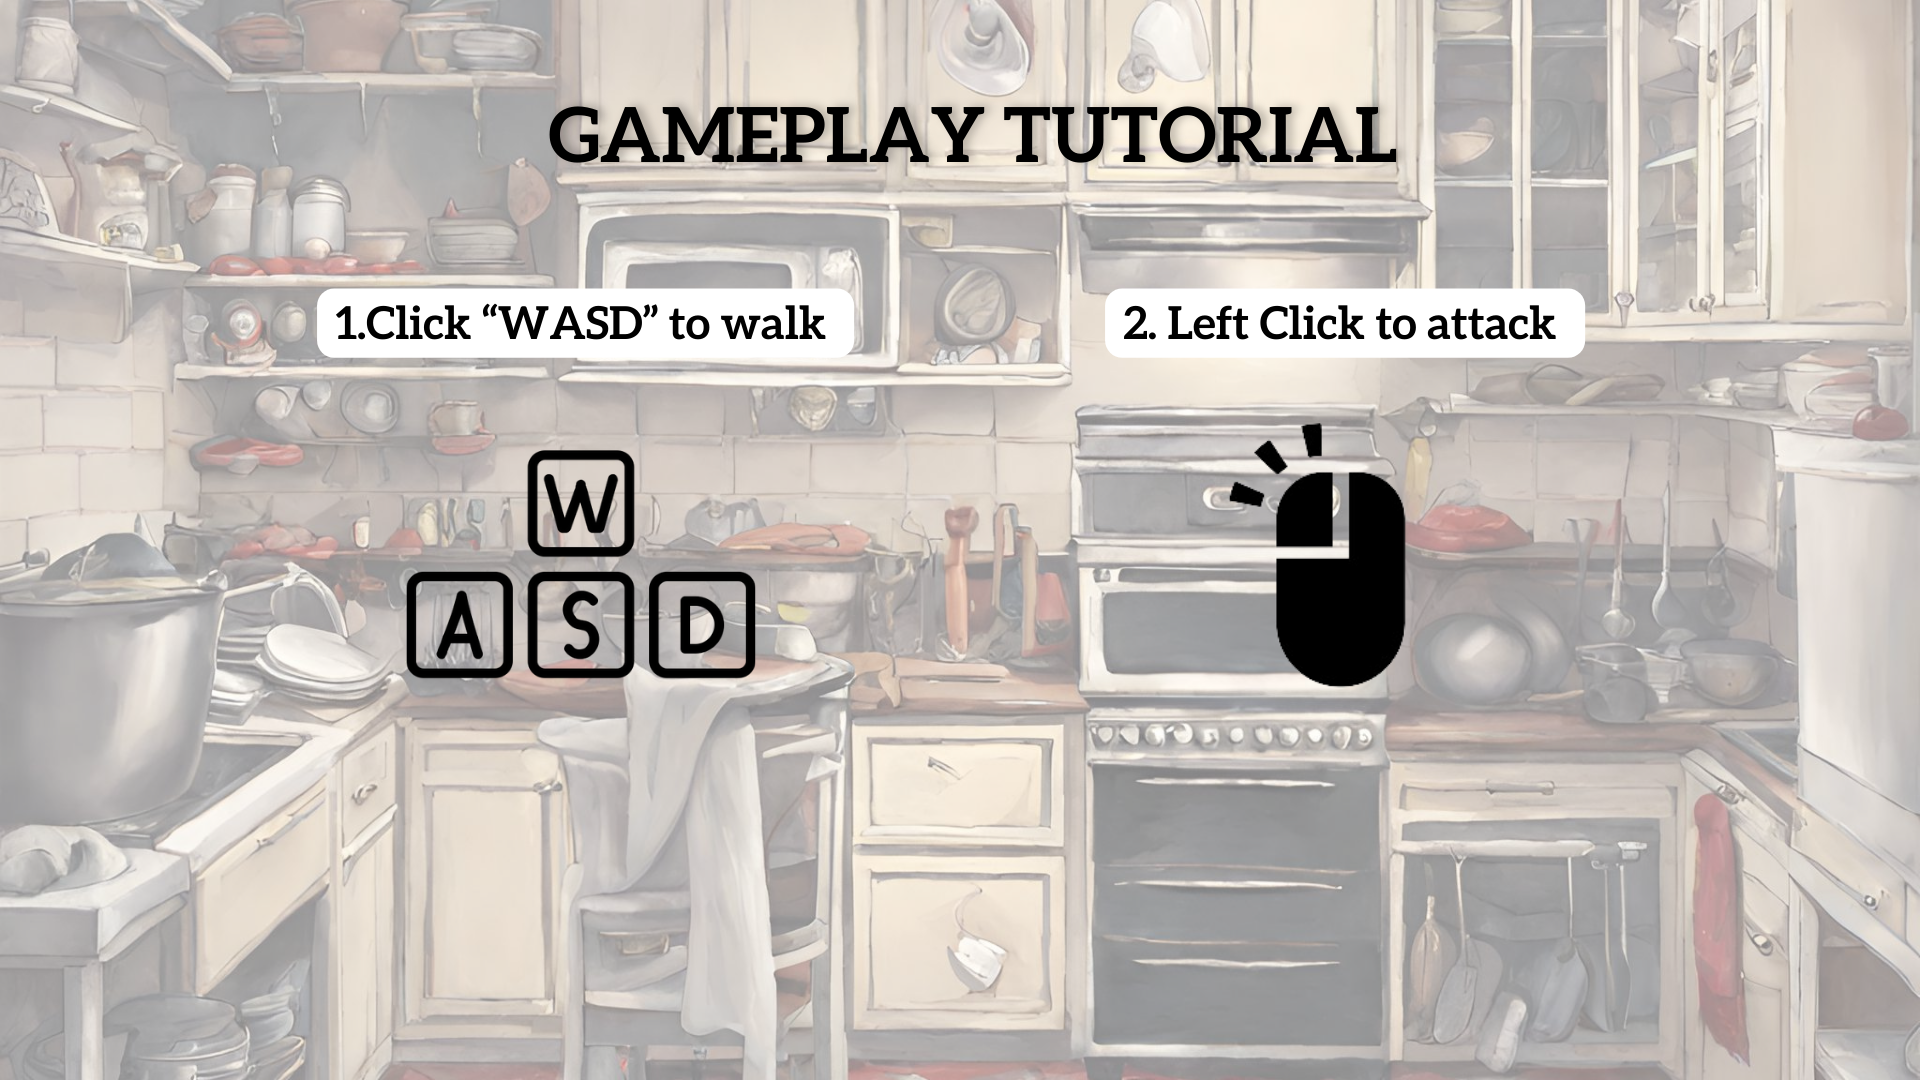 GAMEPLAY TUTORIAL
1.Click “WASD” to walk
2. Left Click to attack
W
A S D